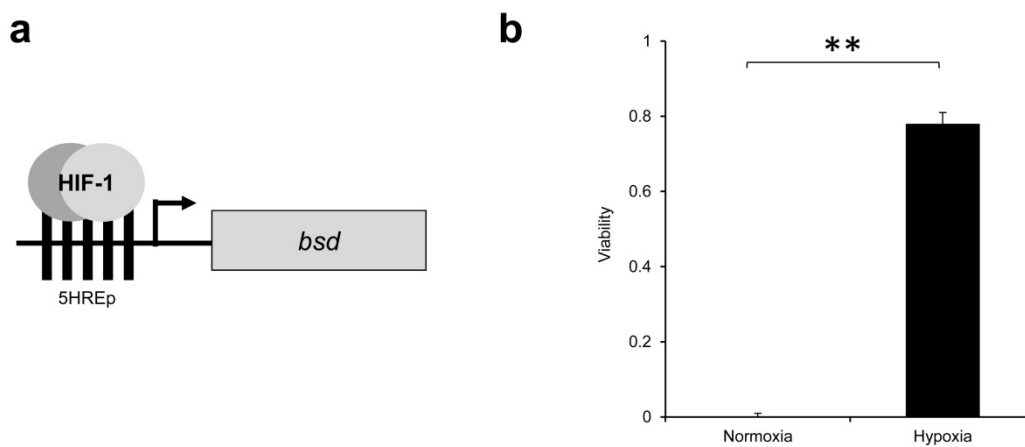 a
HIF-1
bsd
5HREp
b
**
1
0.8
0.6
0.4
0.2
0
Viability
Normoxia
Hypoxia